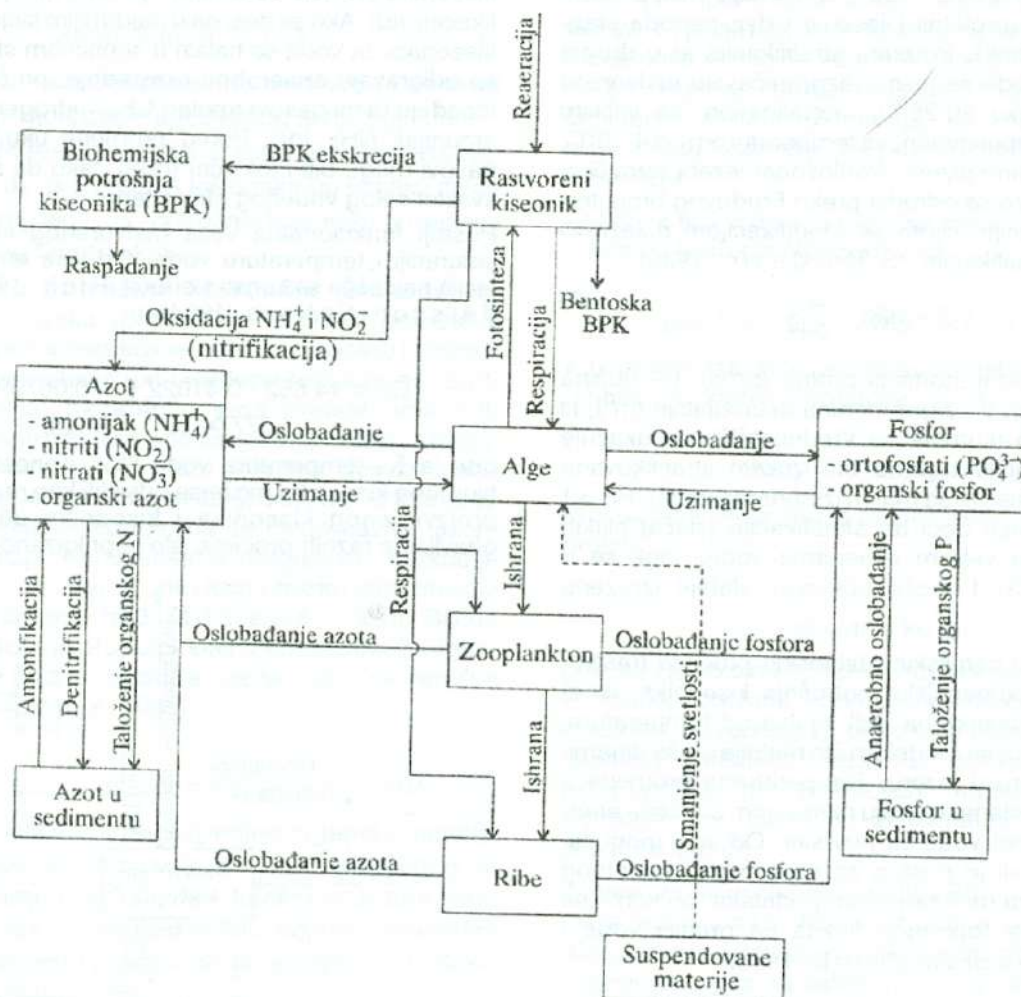 Reaeracija
Biohemijska
potrošnja
kiseonika (BPK)
BPK ekskrecija
Rastvoreni
kiseonik
Raspadanje
Oksidacija NH₄⁺ i NO₂⁻
(nitrifikacija)
Fotosinteza
Respiracija
Bentoska
BPK
Azot
- amonijak (NH₄⁺)
- nitriti (NO₂⁻)
- nitrati (NO₃⁻)
- organski azot
Oslobađanje
Uzimanje
Alge
Oslobađanje
Uzimanje
Fosfor
ortofosfati (PO₄³⁻)
organski fosfor
Amonifikacija
Denitrifikacija
Taloženje organskog N
Respiracija
Ishrana
Oslobađanje azota
Zooplankton
Oslobađanje fosfora
Anaerobno oslobađanje
Taloženje organskog P
Smanjenje svetlosti
Ishrana
Azot u
sedimentu
Fosfor u
sedimentu
Oslobađanje azota
Ribe
Oslobađanje fosfora
Suspendovane
materije